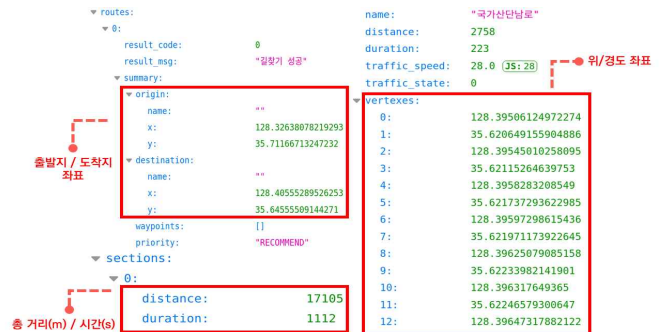 routes:
0:
result_code: 0
result_msg: "길찾기 성공"
summary:
origin:
name: ""
x: 128.32638078219293
y: 35.71166713247232
destination:
name: ""
x: 128.40555289526253
y: 35.64555509144271
waypoints: []
priority: "RECOMMEND"
sections:
0:
distance: 17105
duration: 1112
출발지 / 도착지
좌표
총 거리(m) / 시간(s)
name: "국가산단남로"
distance: 2758
duration: 223
traffic_speed: 28.0 JS: 28
traffic_state: 0
vertexes:
0: 128.39506124972274
1: 35.620649155904886
2: 128.39545010258095
3: 35.62115264639753
4: 128.3958283208549
5: 35.621737293622985
6: 128.39597298615436
7: 35.621971173922645
8: 128.39625079085158
9: 35.62233982141901
10: 128.396317649365
11: 35.62246579300647
12: 128.39647317882122
위/경도 좌표